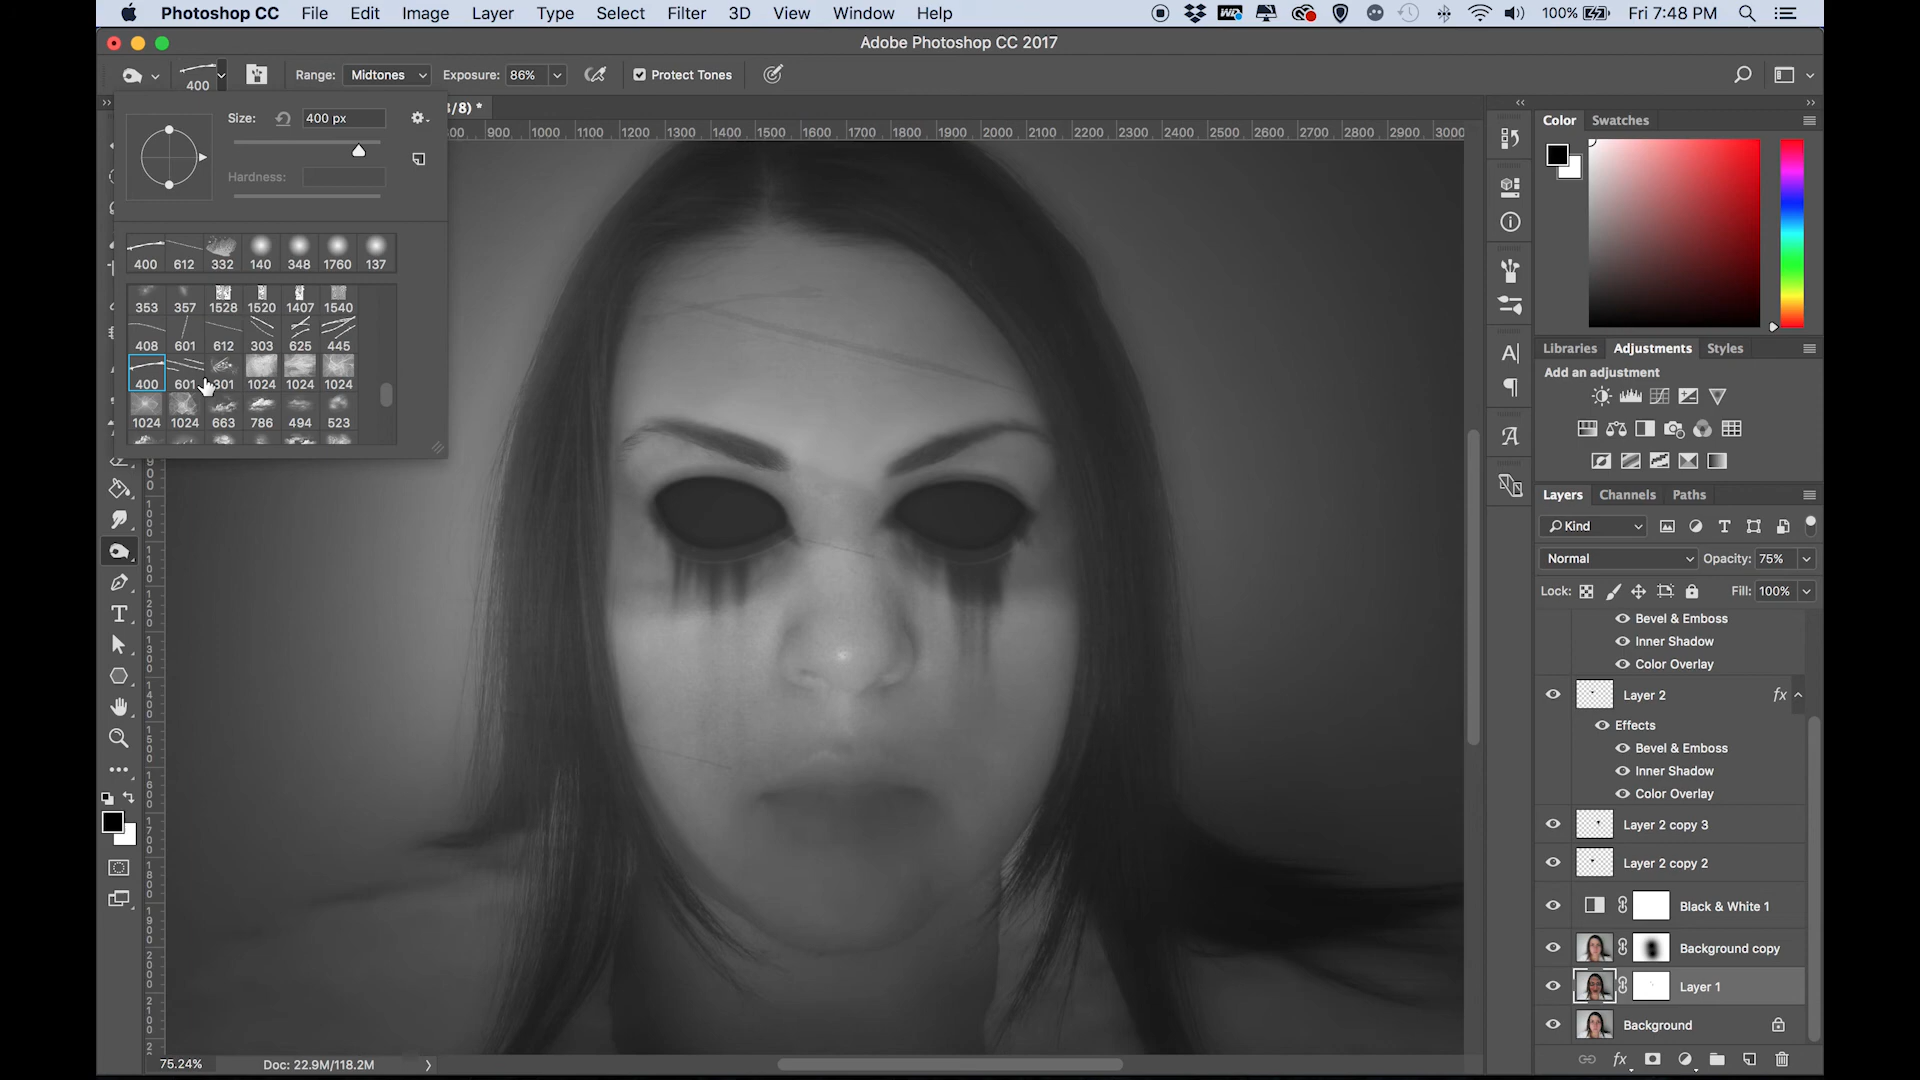 Photoshop CC File Edit Image Layer Type Select Filter 3D View Window Help 100% Fri 7:48 PM
Adobe Photoshop CC 2017
400 Range: Midtones Exposure: 86% Protect Tones
/8) *
Size: 400 px
Hardness:
900 1000 1100 1200 1300 1400 1500 1600 1700 1800 1900 2000 2100 2200 2300 2400 2500 2600 2700 2800 2900 3000
400 612 332 140 348 1760 137
353 357 1528 1520 1407 1540
408 601 612 303 625 445
400 601 301 1024 1024 1024
1024 1024 663 786 494 523
Color Swatches
Libraries Adjustments Styles
Add an adjustment
Layers Channels Paths
Kind
Normal Opacity: 75%
Lock: Fill: 100%
Bevel & Emboss
Inner Shadow
Color Overlay
Layer 2 fx
Effects
Bevel & Emboss
Inner Shadow
Color Overlay
Layer 2 copy 3
Layer 2 copy 2
Black & White 1
Background copy
Layer 1
Background
fx
75.24% Doc: 22.9M/118.2M